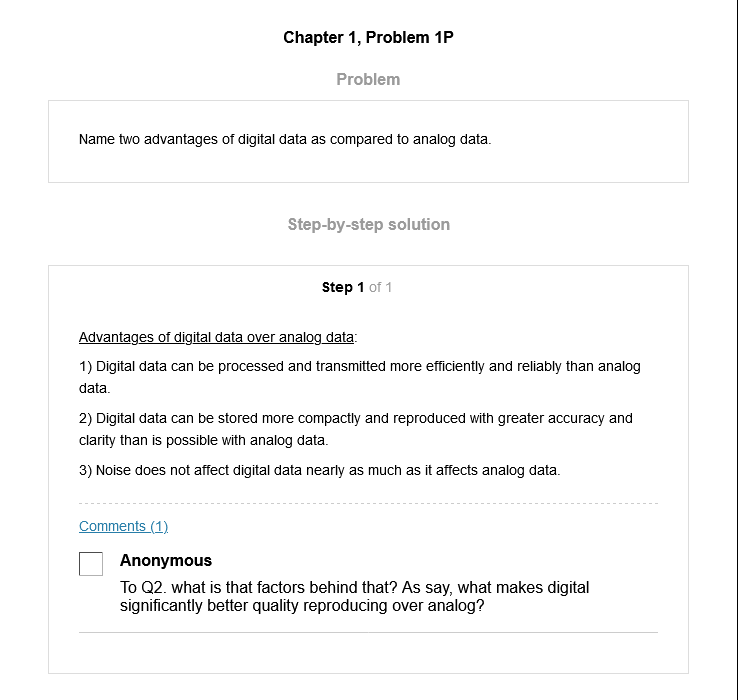 Chapter 1, Problem 1P
Problem
Name two advantages of digital data as compared to analog data.
Step-by-step solution
Step 1 of 1
Advantages of digital data over analog data:
1) Digital data can be processed and transmitted more efficiently and reliably than analog
data.
2) Digital data can be stored more compactly and reproduced with greater accuracy and
clarity than is possible with analog data.
3) Noise does not affect digital data nearly as much as it affects analog data.
Comments (1)
Anonymous
To Q2. what is that factors behind that? As say, what makes digital
significantly better quality reproducing over analog?